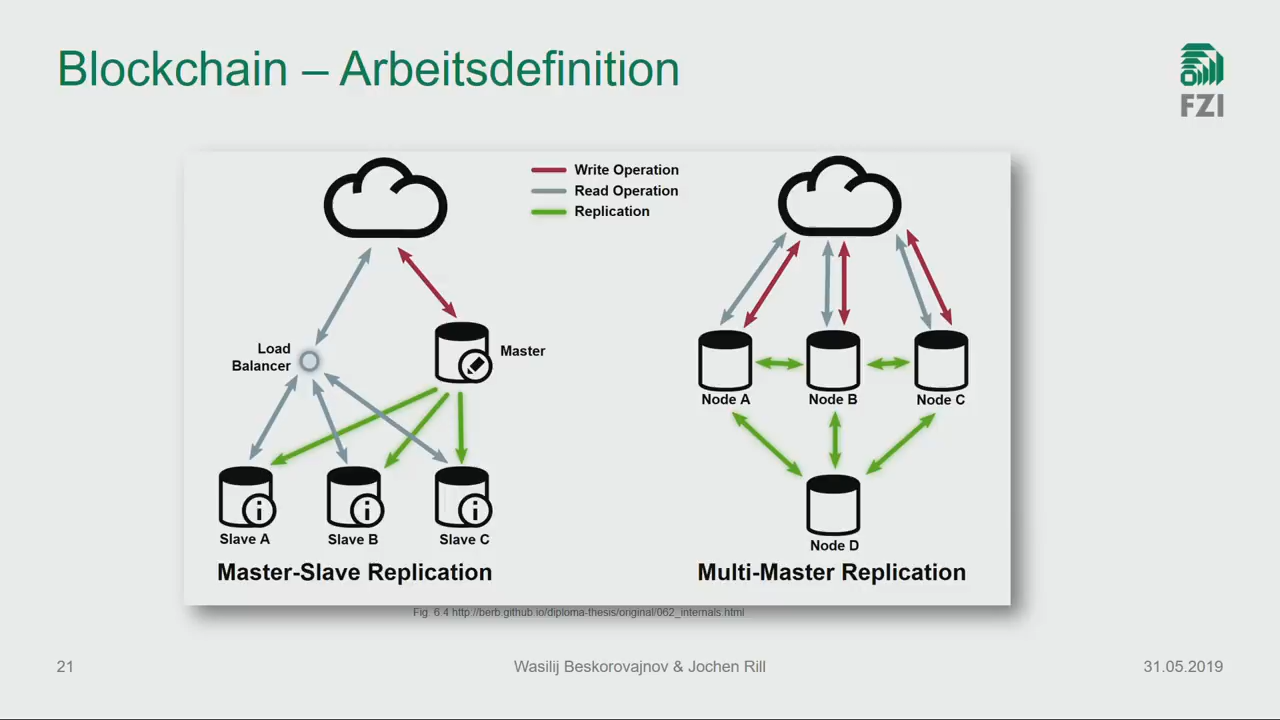 Blockchain – Arbeitsdefinition
FZI
Write Operation
Read Operation
Replication
Load
Balancer
Master
Slave A
Slave B
Slave C
Master-Slave Replication
Node A
Node B
Node C
Node D
Multi-Master Replication
Fig. 6.4 http://berb.github.io/diploma-thesis/original/062_internals.html
21
Wasilij Beskorovajnov & Jochen Rill
31.05.2019